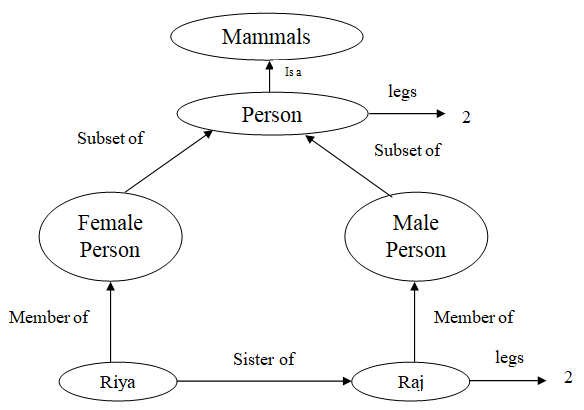 Mammals
Is a
legs
Person
2
Subset of
Subset of
Female
Person
Male
Person
Member of
Member of
Sister of
legs
Riya
Raj
2